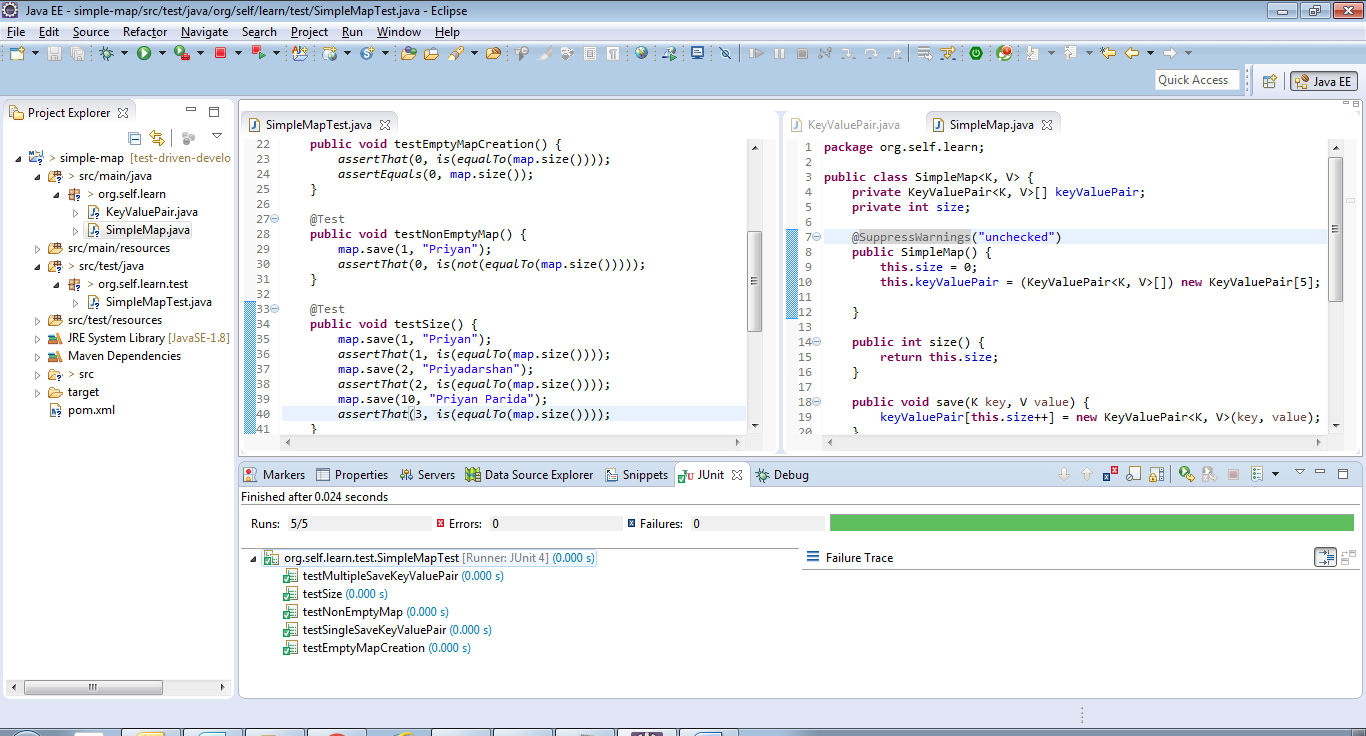 Java EE - simple-map/src/test/java/org/self/learn/test/SimpleMapTest.java - Eclipse
File Edit Source Refactor Navigate Search Project Run Window Help
Quick Access
Java EE
Project Explorer
> simple-map [test-driven-develo
> src/main/java
> org.self.learn
KeyValuePair.java
SimpleMap.java
src/main/resources
> src/test/java
> org.self.learn.test
SimpleMapTest.java
src/test/resources
JRE System Library [JavaSE-1.8]
Maven Dependencies
> src
target
pom.xml
SimpleMapTest.java
22 public void testEmptyMapCreation() {
23 assertThat(0, is(equalTo(map.size())));
24 assertEquals(0, map.size());
25 }
26
27 @Test
28 public void testNonEmptyMap() {
29 map.save(1, "Priyan");
30 assertThat(0, is(not(equalTo(map.size()))));
31 }
32
33 @Test
34 public void testSize() {
35 map.save(1, "Priyan");
36 assertThat(1, is(equalTo(map.size())));
37 map.save(2, "Priyadarshan");
38 assertThat(2, is(equalTo(map.size())));
39 map.save(10, "Priyan Parida");
40 assertThat(3, is(equalTo(map.size())));
41 }
KeyValuePair.java SimpleMap.java
1 package org.self.learn;
2
3 public class SimpleMap<K, V> {
4 private KeyValuePair<K, V>[] keyValuePair;
5 private int size;
6
7 @SuppressWarnings("unchecked")
8 public SimpleMap() {
9 this.size = 0;
10 this.keyValuePair = (KeyValuePair<K, V>[]) new KeyValuePair[5];
11
12 }
13
14 public int size() {
15 return this.size;
16 }
17
18 public void save(K key, V value) {
19 keyValuePair[this.size++] = new KeyValuePair<K, V>(key, value);
20 }
Markers Properties Servers Data Source Explorer Snippets JUnit Debug
Finished after 0.024 seconds
Runs: 5/5 Errors: 0 Failures: 0
org.self.learn.test.SimpleMapTest [Runner: JUnit 4] (0.000 s)
testMultipleSaveKeyValuePair (0.000 s)
testSize (0.000 s)
testNonEmptyMap (0.000 s)
testSingleSaveKeyValuePair (0.000 s)
testEmptyMapCreation (0.000 s)
Failure Trace